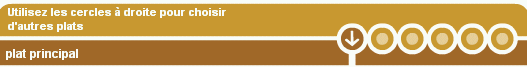 Utilisez les cercles à droite pour choisir
d'autres plats
plat principal